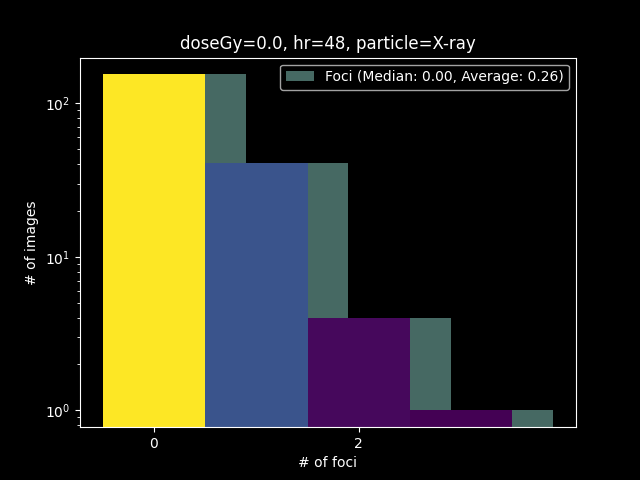 doseGy=0.0, hr=48, particle=X-ray
Foci (Median: 0.00, Average: 0.26)
10²
10¹
10⁰
# of images
0 2
# of foci